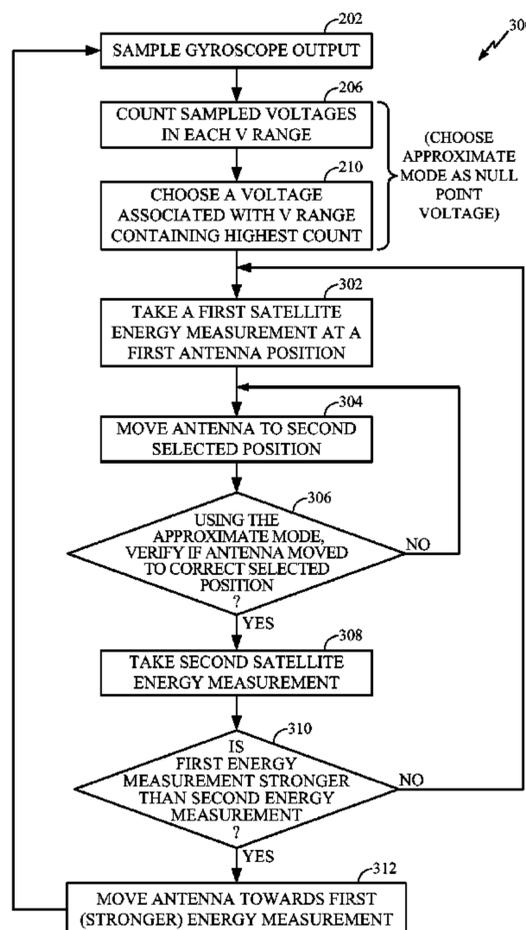 202
SAMPLE GYROSCOPE OUTPUT
206
COUNT SAMPLED VOLTAGES
IN EACH V RANGE
210
CHOOSE A VOLTAGE
ASSOCIATED WITH V RANGE
CONTAINING HIGHEST COUNT
(CHOOSE
APPROXIMATE
MODE AS NULL
POINT
VOLTAGE)
302
TAKE A FIRST SATELLITE
ENERGY MEASUREMENT AT A
FIRST ANTENNA POSITION
304
MOVE ANTENNA TO SECOND
SELECTED POSITION
306
USING THE
APPROXIMATE MODE,
VERIFY IF ANTENNA MOVED
TO CORRECT SELECTED
POSITION
?
NO
YES
308
TAKE SECOND SATELLITE
ENERGY MEASUREMENT
310
IS
FIRST ENERGY
MEASUREMENT STRONGER
THAN SECOND ENERGY
MEASUREMENT
?
NO
YES
312
MOVE ANTENNA TOWARDS FIRST
(STRONGER) ENERGY MEASUREMENT